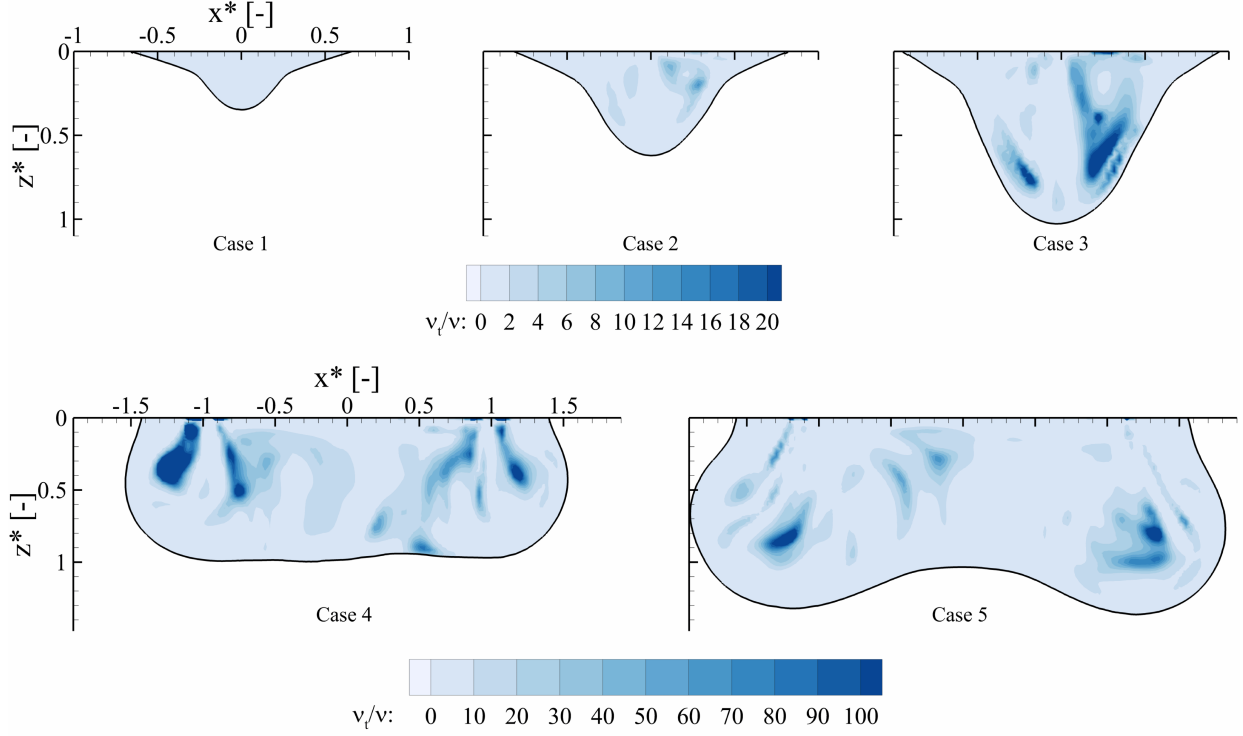 x* [-]
-1 -0.5 0 0.5 1
0
0.5
1
z* [-]
Case 1 Case 2 Case 3
νt/ν: 0 2 4 6 8 10 12 14 16 18 20
x* [-]
-1.5 -1 -0.5 0 0.5 1 1.5
0
0.5
1
z* [-]
Case 4 Case 5
νt/ν: 0 10 20 30 40 50 60 70 80 90 100